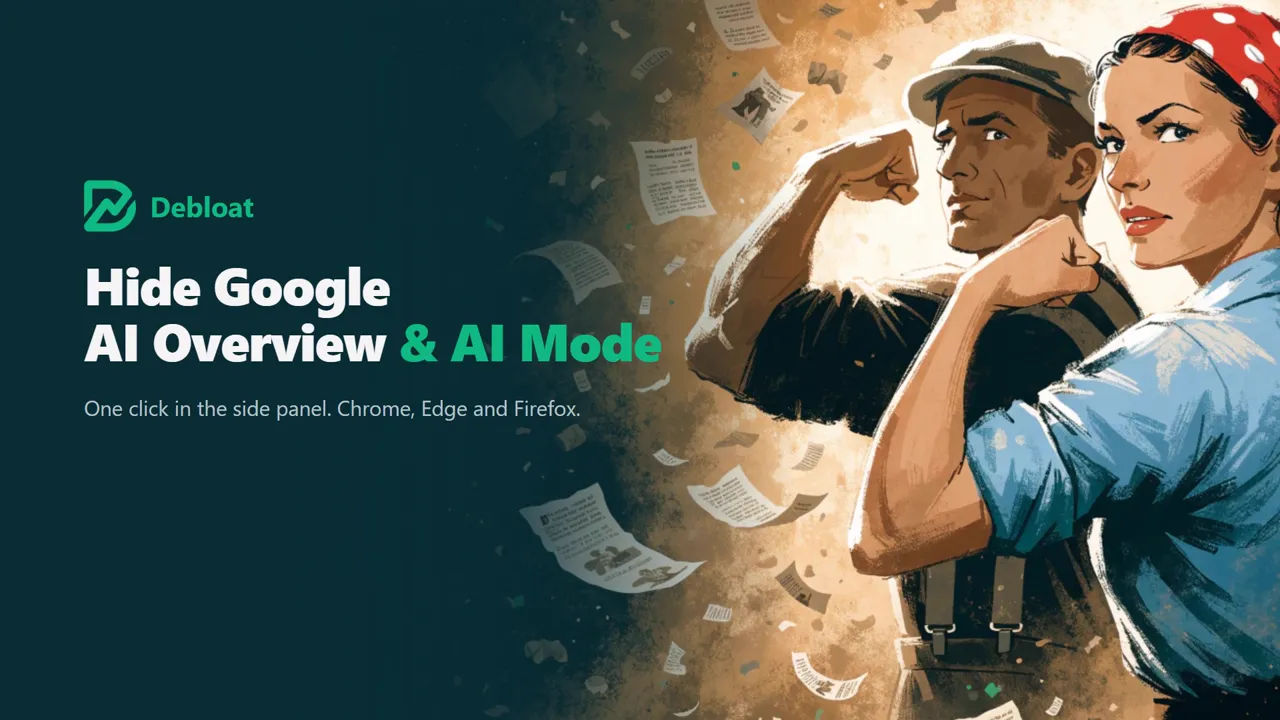 Debloat
Hide Google
AI Overview & AI Mode
One click in the side panel. Chrome, Edge and Firefox.